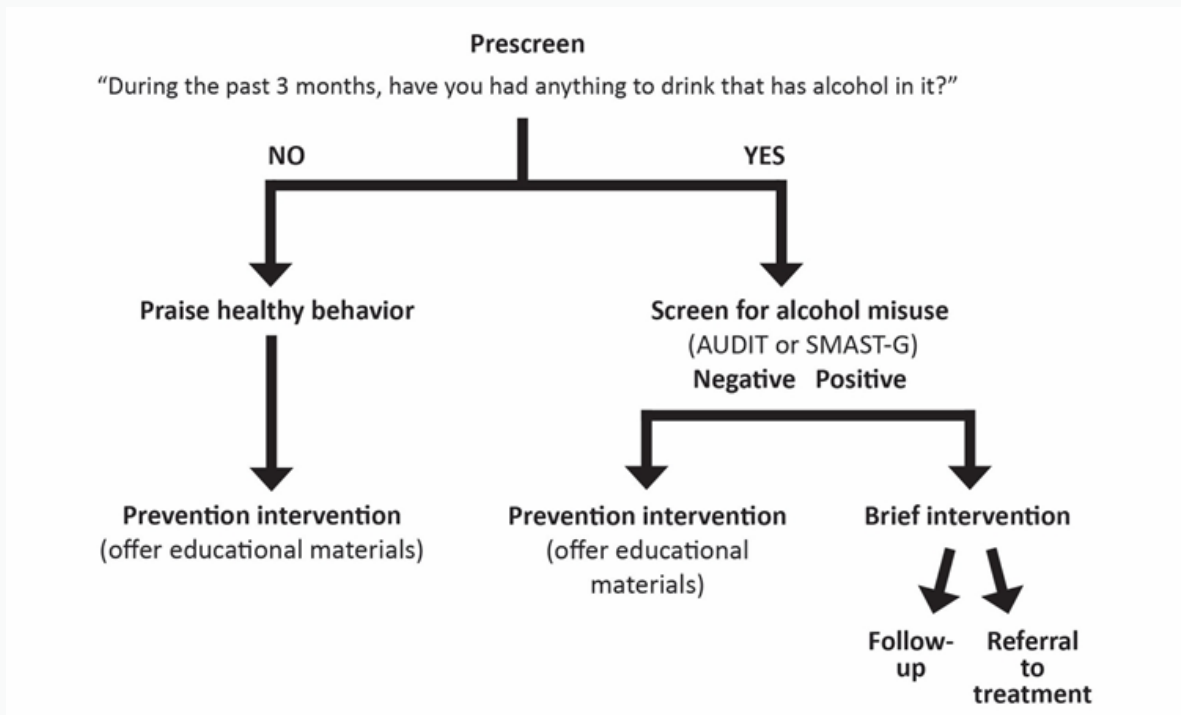 Prescreen
“During the past 3 months, have you had anything to drink that has alcohol in it?”
NO
YES
Praise healthy behavior
Screen for alcohol misuse
(AUDIT or SMAST-G)
Negative Positive
Prevention intervention
(offer educational materials)
Prevention intervention
(offer educational
materials)
Brief intervention
Follow-
up
Referral
to
treatment